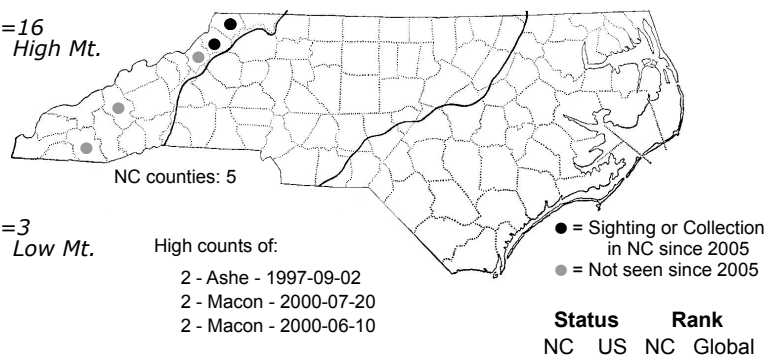 =16
High Mt.
NC counties: 5
=3
Low Mt.
High counts of:
2 - Ashe - 1997-09-02
2 - Macon - 2000-07-20
2 - Macon - 2000-06-10
● = Sighting or Collection
in NC since 2005
● = Not seen since 2005
Status Rank
NC US NC Global